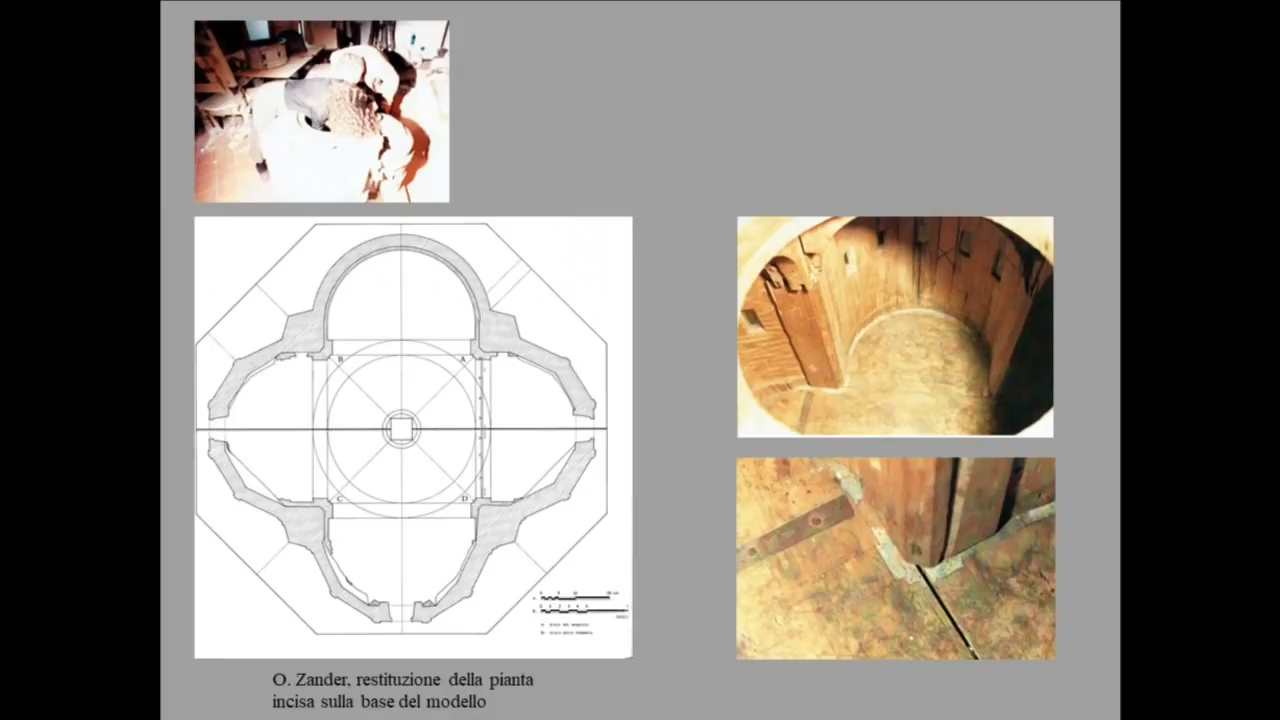 B
A
C
D
O. Zander, restituzione della pianta
incisa sulla base del modello